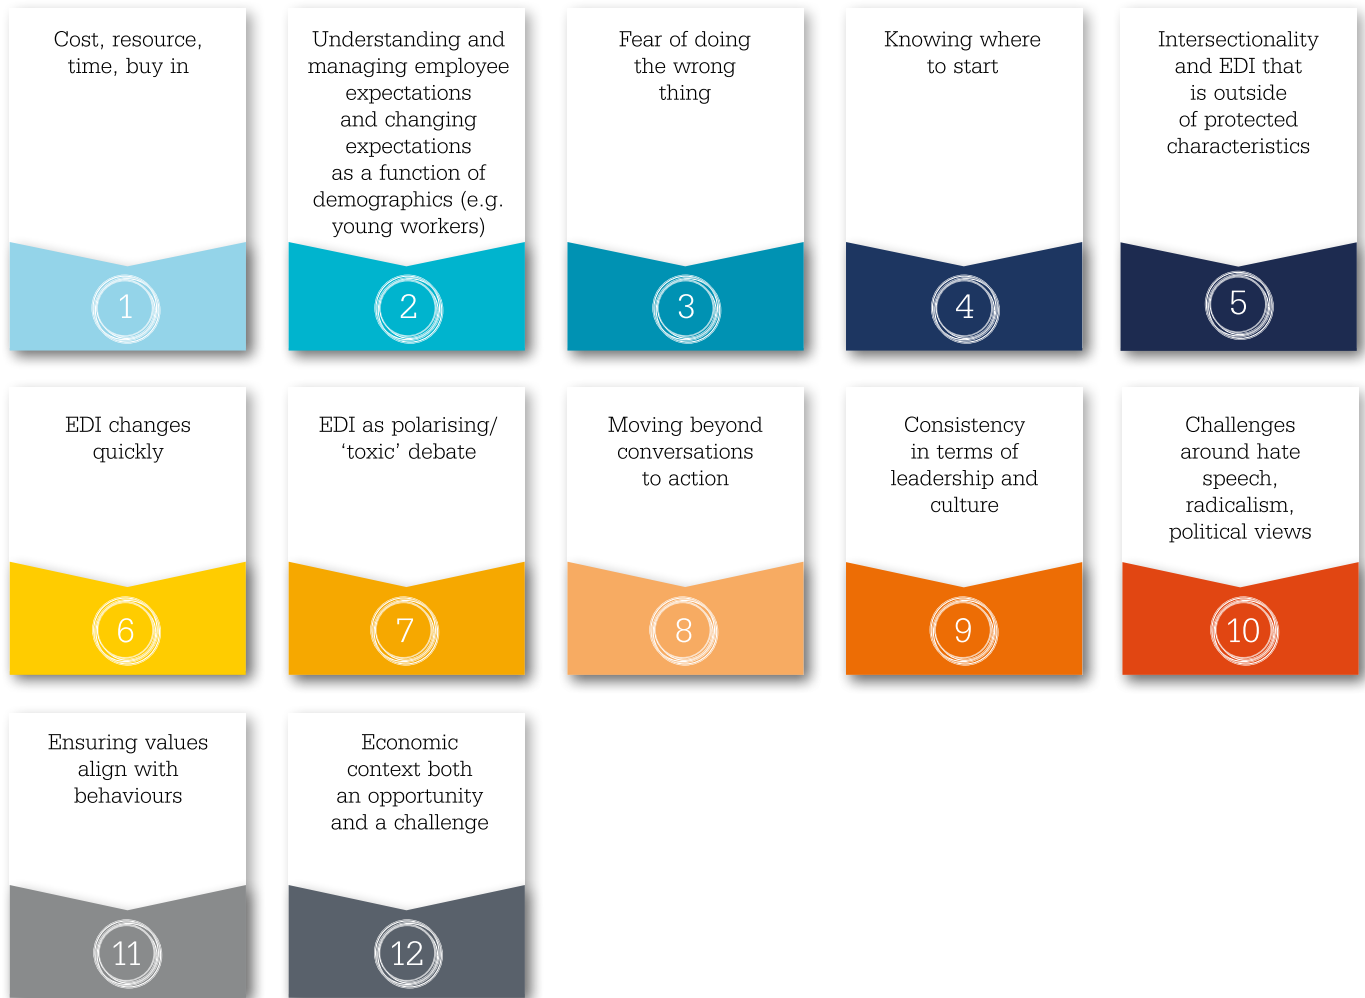 Cost, resource,
time, buy in
1
Understanding and
managing employee
expectations
and changing
expectations
as a function of
demographics (e.g.
young workers)
2
Fear of doing
the wrong
thing
3
Knowing where
to start
4
Intersectionality
and EDI that
is outside
of protected
characteristics
5
EDI changes
quickly
6
EDI as polarising/
‘toxic’ debate
7
Moving beyond
conversations
to action
8
Consistency
in terms of
leadership and
culture
9
Challenges
around hate
speech,
radicalism,
political views
10
Ensuring values
align with
behaviours
11
Economic
context both
an opportunity
and a challenge
12